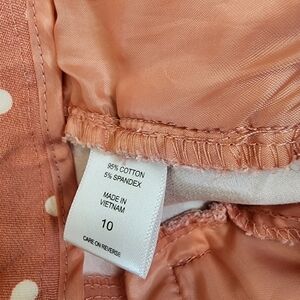 95% COTTON
5% SPANDEX
MADE IN
VIETNAM
10
CARE ON REVERSE